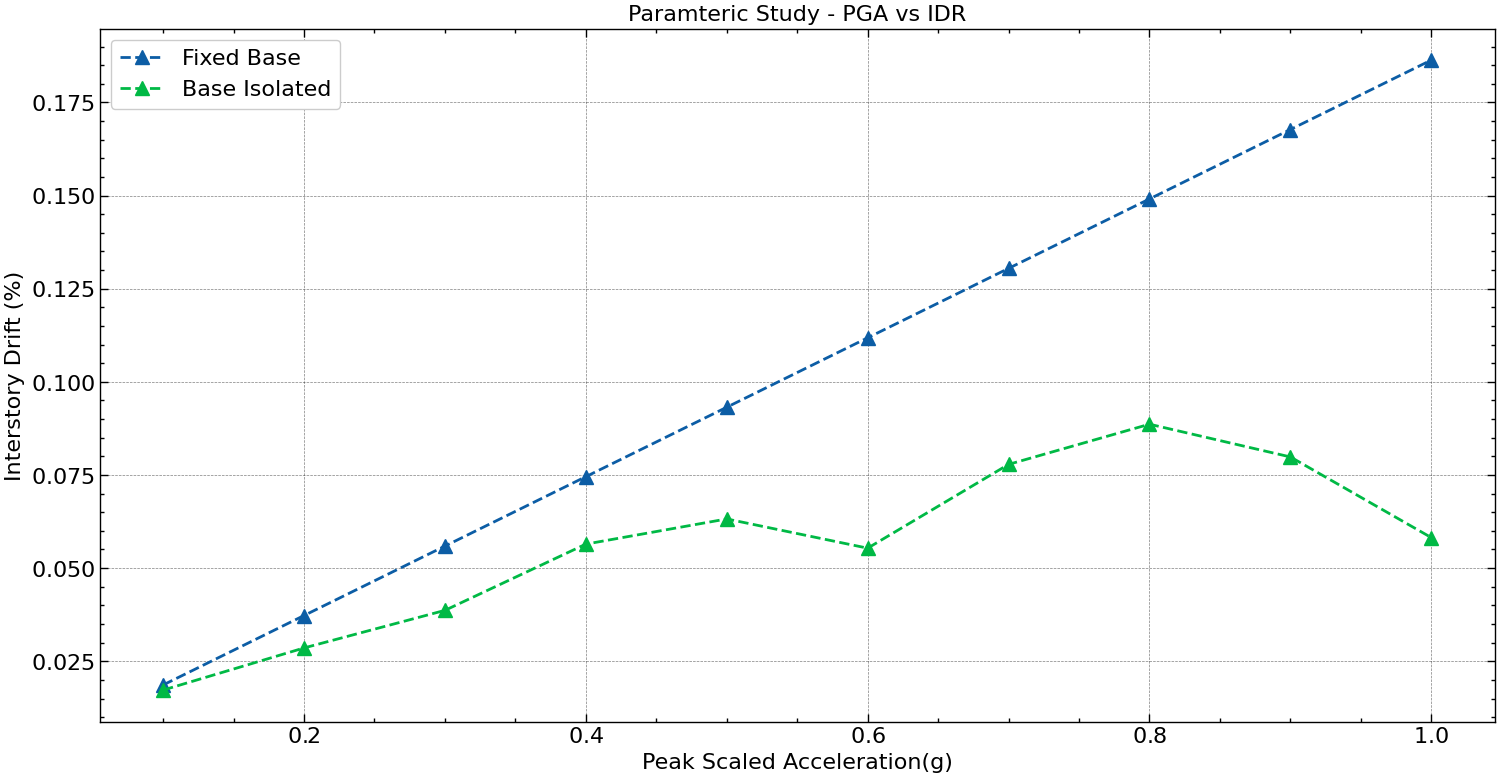 Paramteric Study - PGA vs IDR
Fixed Base
Base Isolated
Interstory Drift (%)
0.175
0.150
0.125
0.100
0.075
0.050
0.025
0.2 0.4 0.6 0.8 1.0
Peak Scaled Acceleration(g)